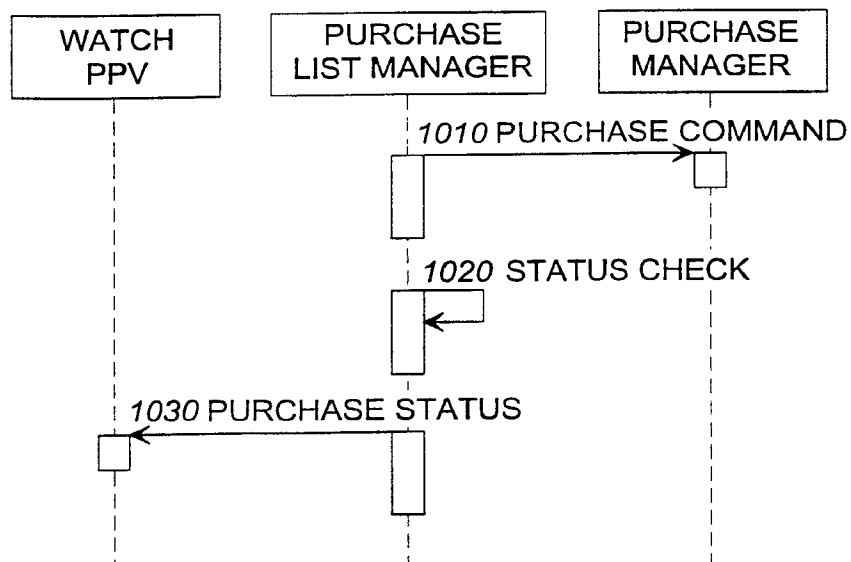 WATCH
PPV
PURCHASE
LIST MANAGER
PURCHASE
MANAGER
1010 PURCHASE COMMAND
1020 STATUS CHECK
1030 PURCHASE STATUS